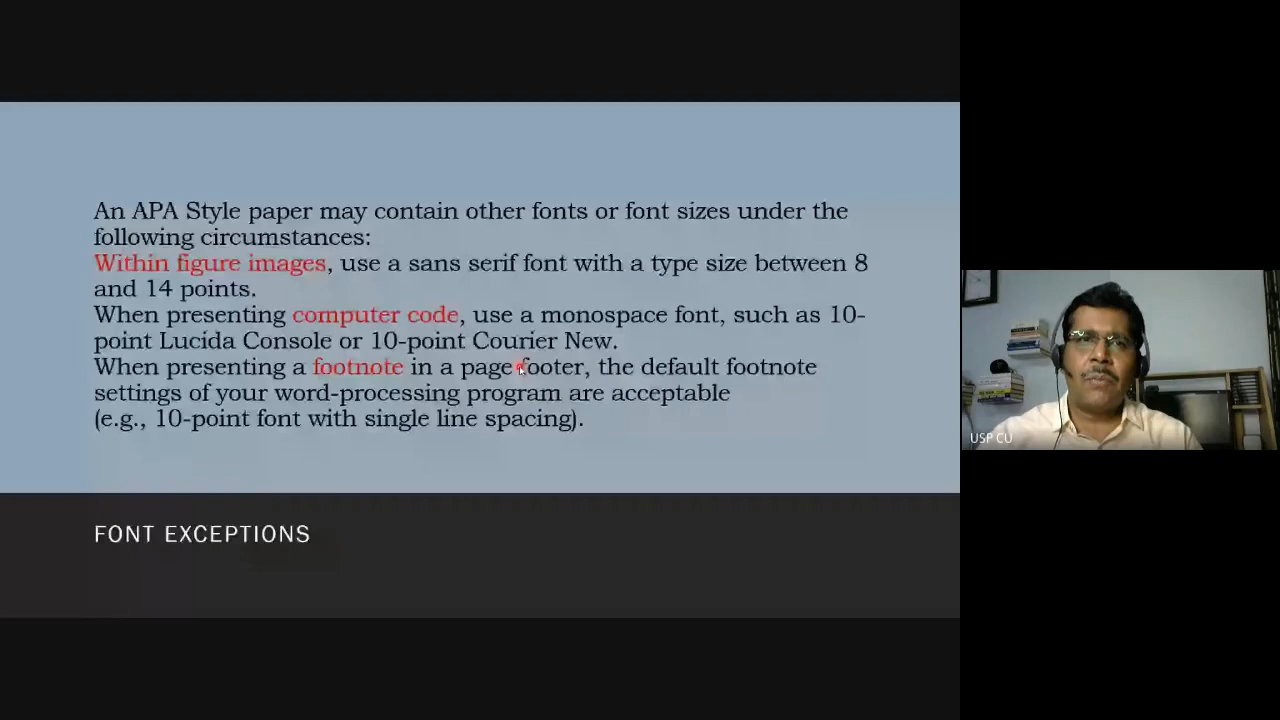 An APA Style paper may contain other fonts or font sizes under the
following circumstances:
Within figure images, use a sans serif font with a type size between 8
and 14 points.
When presenting computer code, use a monospace font, such as 10-
point Lucida Console or 10-point Courier New.
When presenting a footnote in a page footer, the default footnote
settings of your word-processing program are acceptable
(e.g., 10-point font with single line spacing).
FONT EXCEPTIONS
USP CU